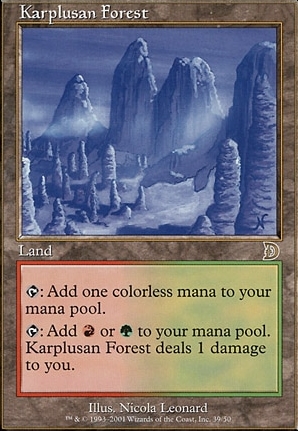 Karplusan Forest
Land
: Add one colorless mana to your
mana pool.
: Add or to your mana pool.
Karplusan Forest deals 1 damage
to you.
Illus. Nicola Leonard
™ & © 1993-2001 Wizards of the Coast, Inc. 39/50